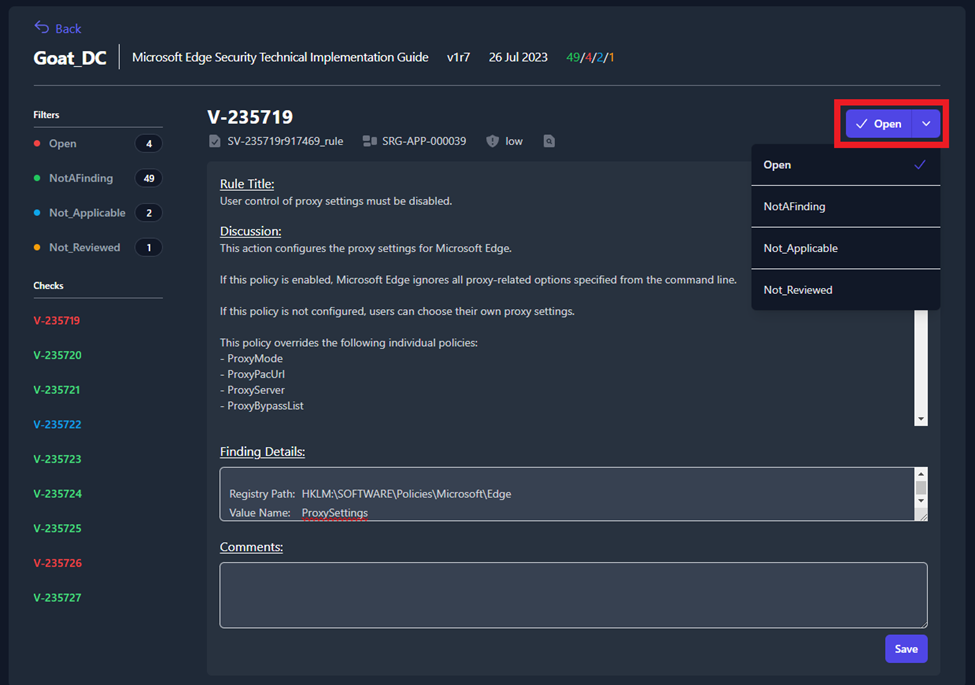 Back
Goat_DC
Microsoft Edge Security Technical Implementation Guide v1r7 26 Jul 2023 49/4/2/1
Filters
Open 4
NotAFinding 49
Not_Applicable 2
Not_Reviewed 1
Checks
V-235719
V-235720
V-235721
V-235722
V-235723
V-235724
V-235725
V-235726
V-235727
V-235719
SV-235719r917469_rule SRG-APP-000039 low
Open
Open
NotAFinding
Not_Applicable
Not_Reviewed
Rule Title:
User control of proxy settings must be disabled.
Discussion:
This action configures the proxy settings for Microsoft Edge.
If this policy is enabled, Microsoft Edge ignores all proxy-related options specified from the command line.
If this policy is not configured, users can choose their own proxy settings.
This policy overrides the following individual policies:
- ProxyMode
- ProxyPacUrl
- ProxyServer
- ProxyBypassList
Finding Details:
Registry Path: HKLM:\SOFTWARE\Policies\Microsoft\Edge
Value Name: ProxySettings
Comments:
Save